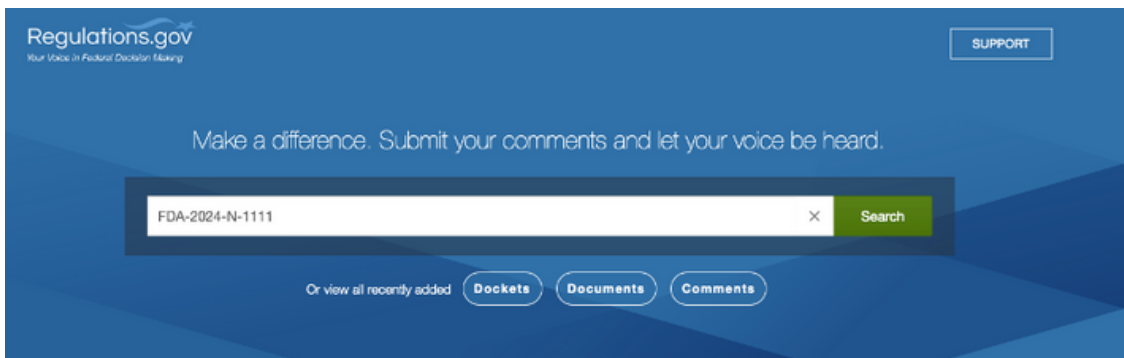 Regulations.gov
Your Voice in Federal Decision Making
SUPPORT
Make a difference. Submit your comments and let your voice be heard.
FDA-2024-N-1111 × Search
Or view all recently added Dockets Documents Comments